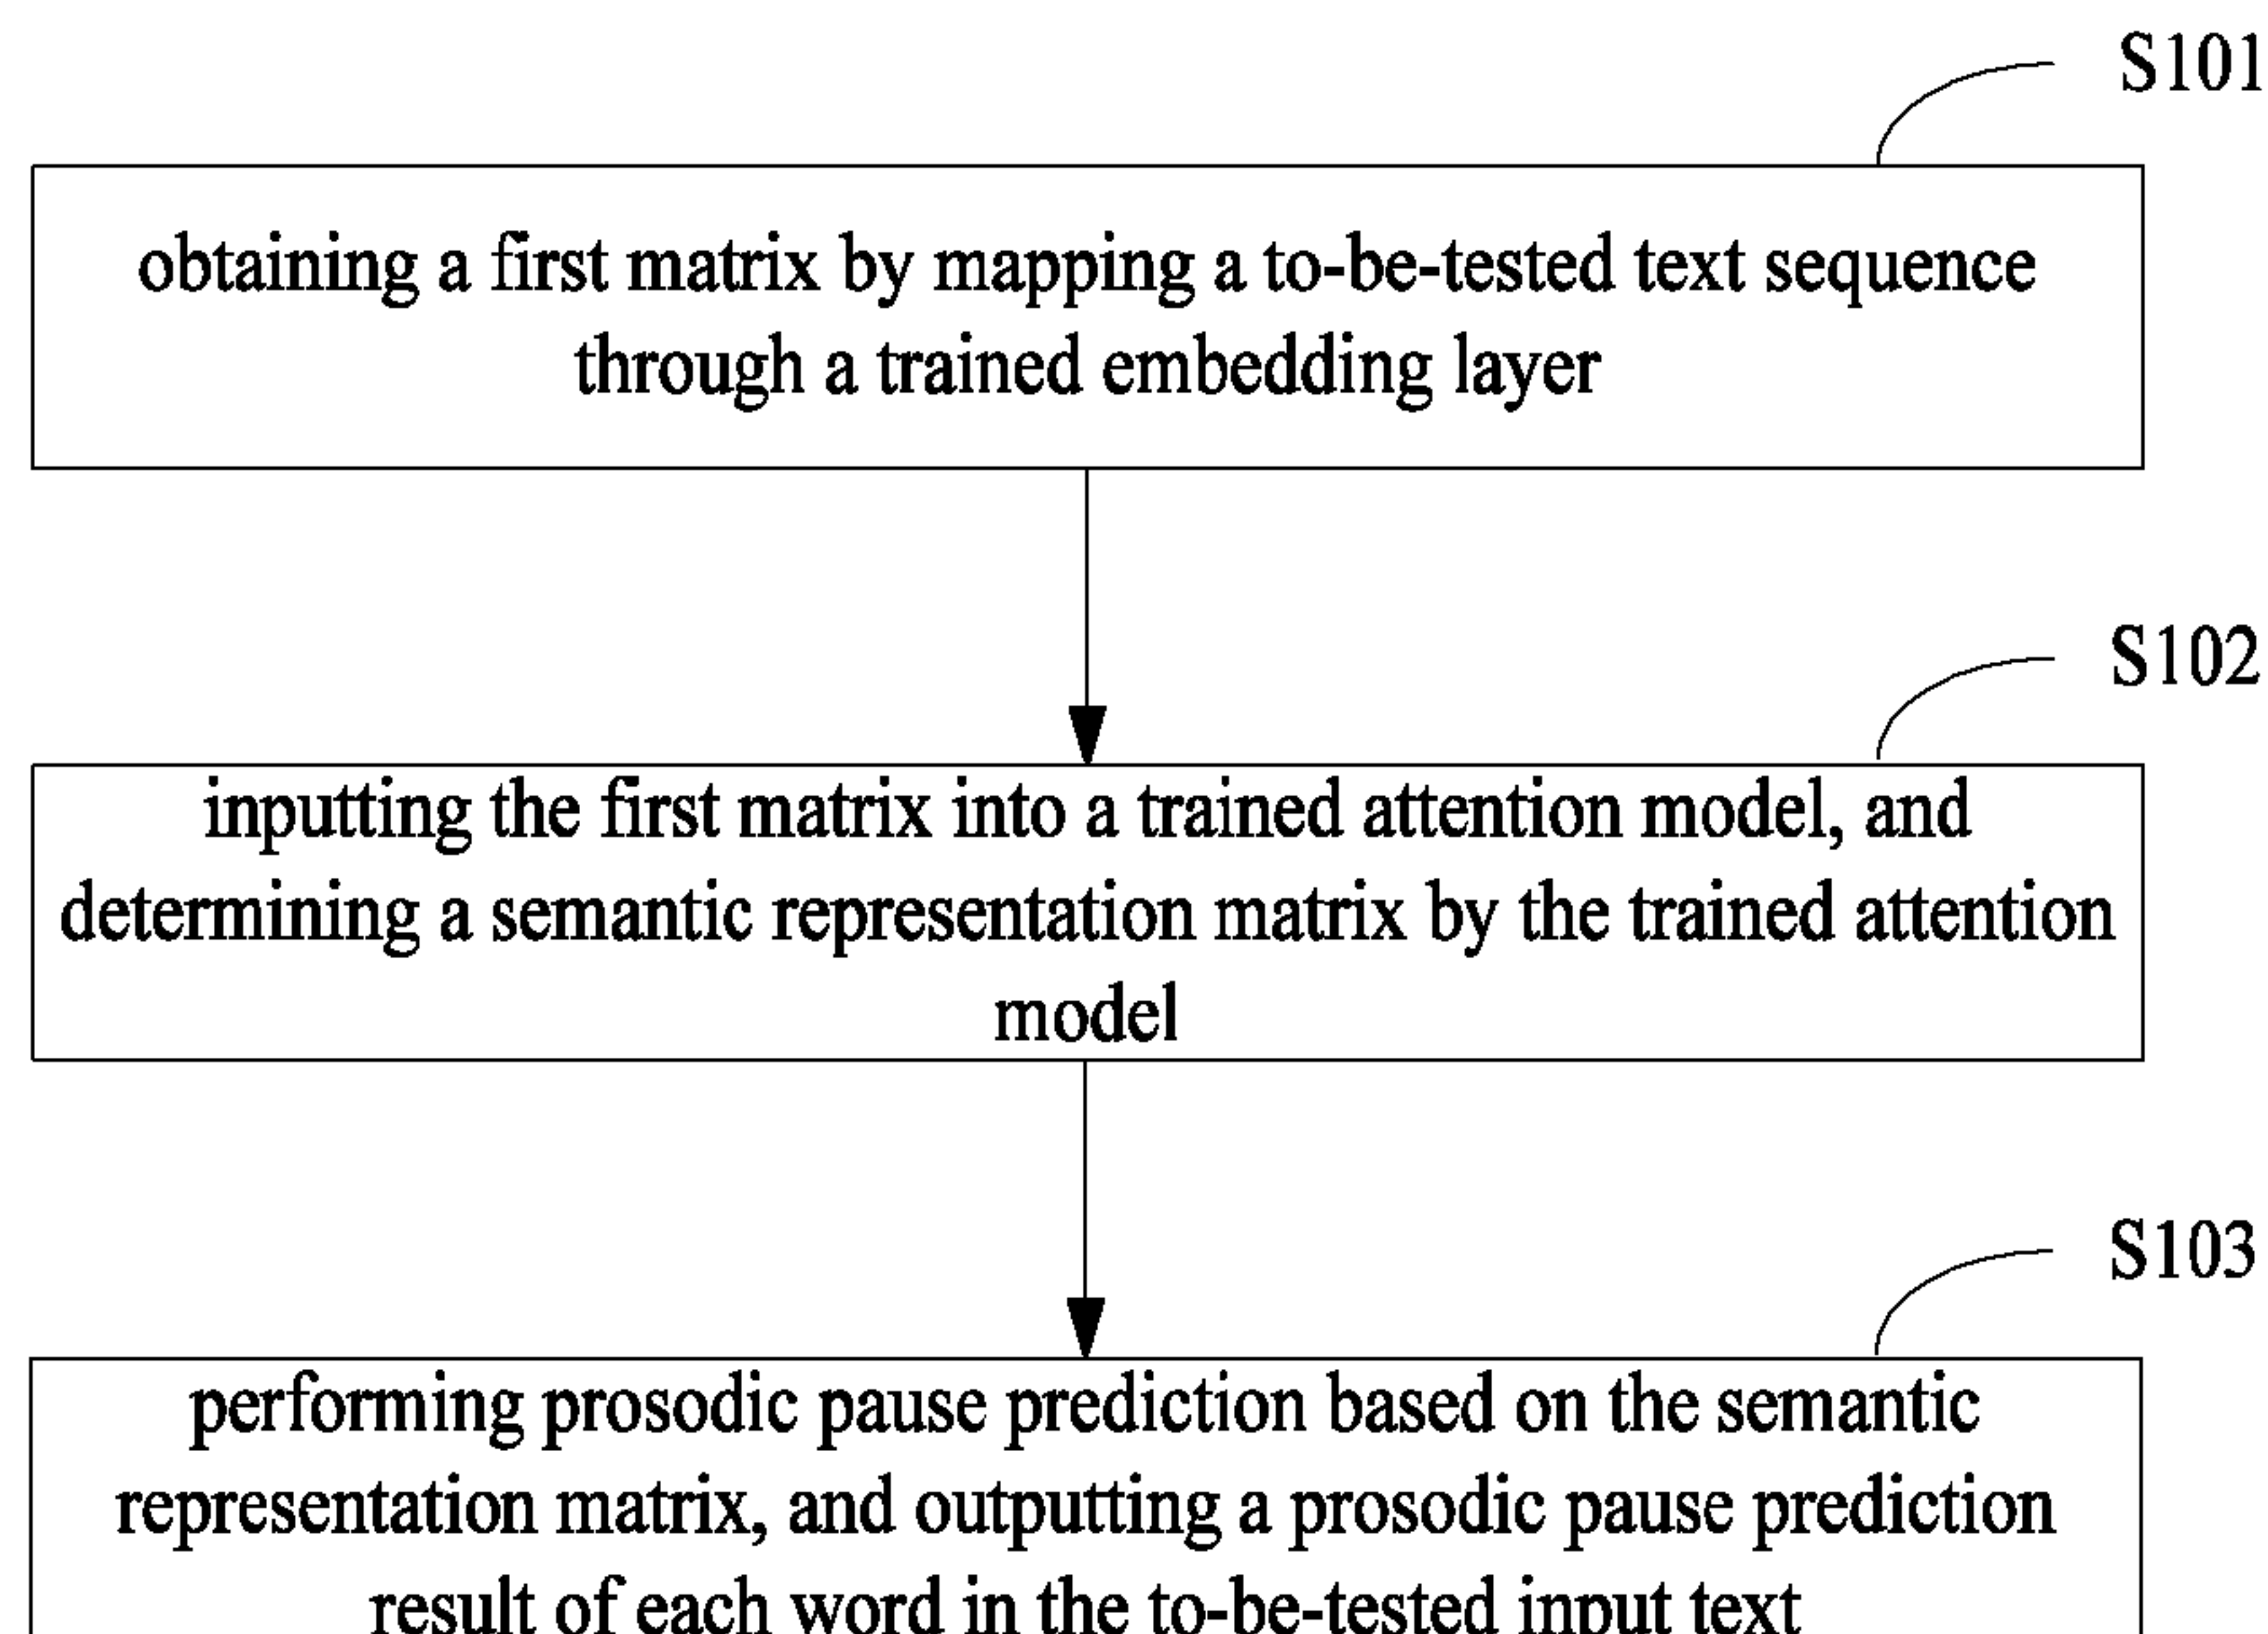 S101
obtaining a first matrix by mapping a to-be-tested text sequence
through a trained embedding layer
S102
inputting the first matrix into a trained attention model, and
determining a semantic representation matrix by the trained attention
model
S103
performing prosodic pause prediction based on the semantic
representation matrix, and outputting a prosodic pause prediction
result of each word in the to-be-tested input text